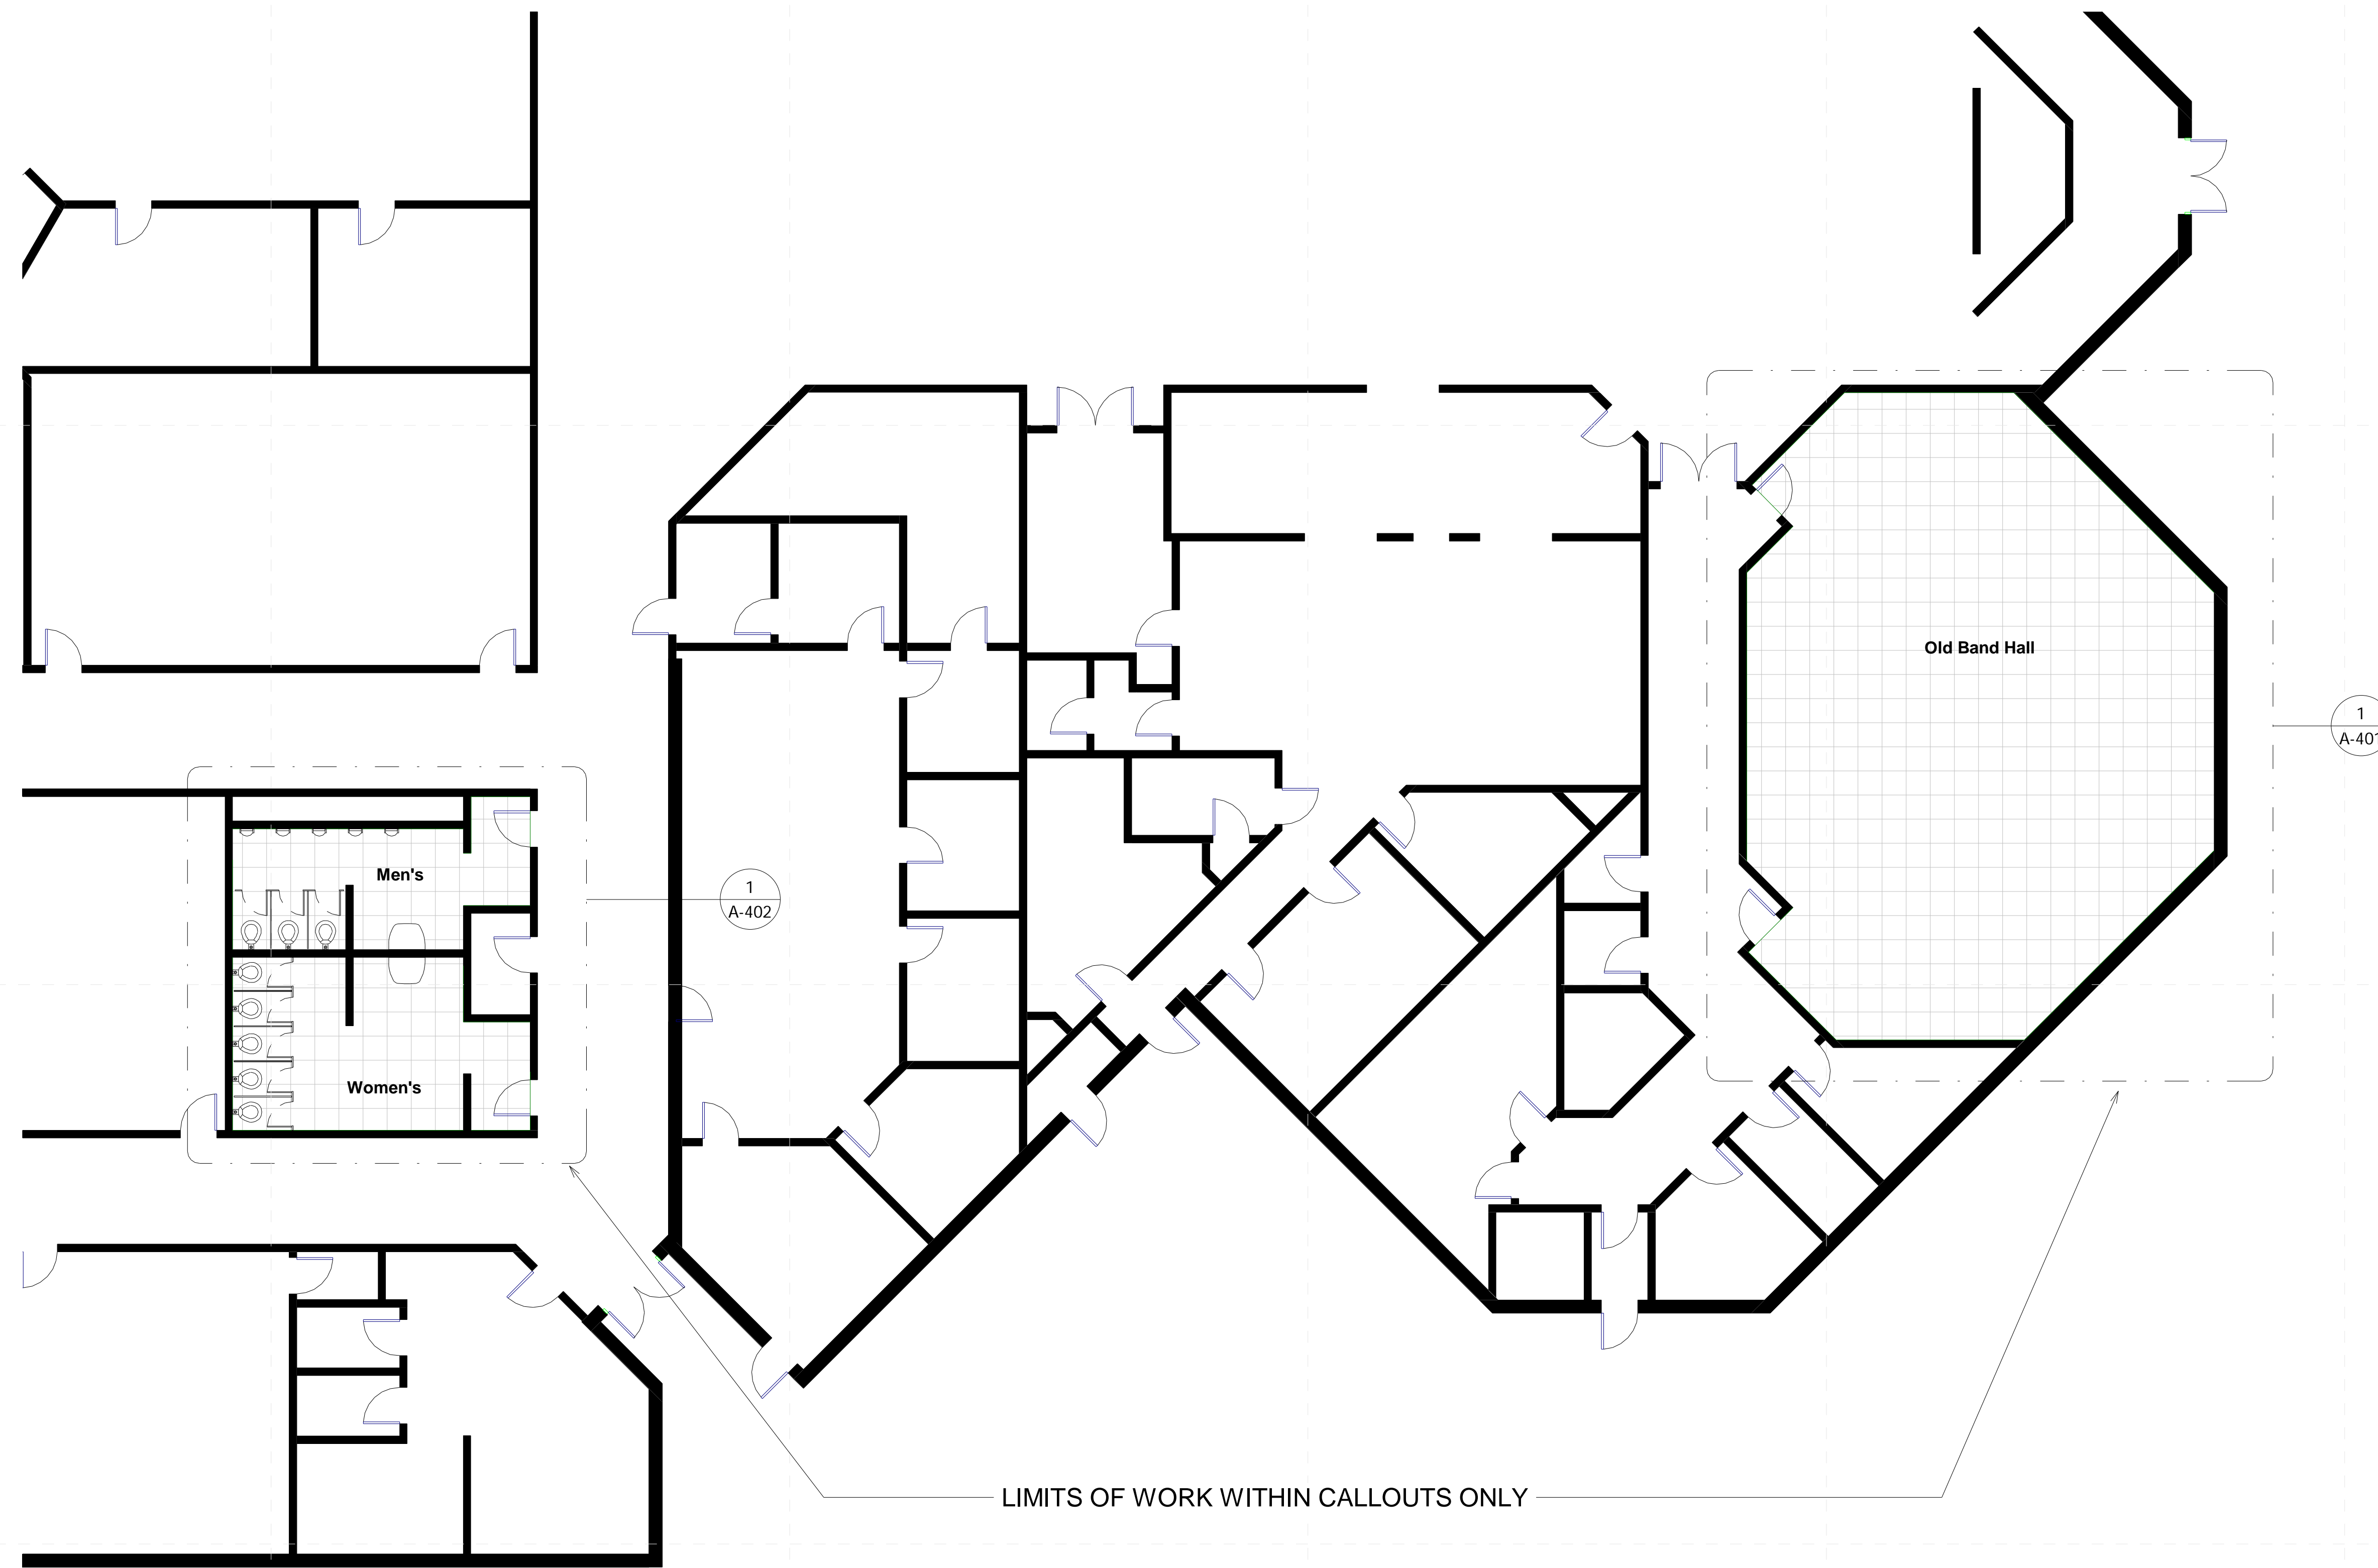 Old Band Hall
1
A-401
Men's
1
A-402
Women's
LIMITS OF WORK WITHIN CALLOUTS ONLY